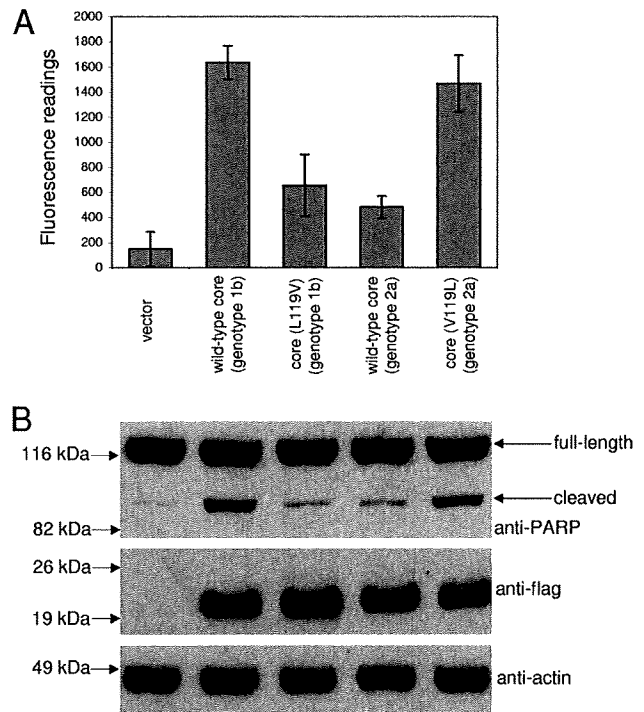 A
Fluorescence readings
2000
1800
1600
1400
1200
1000
800
600
400
200
0
vector
wild-type core
(genotype 1b)
core (L119V)
(genotype 1b)
wild-type core
(genotype 2a)
core (V119L)
(genotype 2a)
B
116 kDa
82 kDa
full-length
cleaved
anti-PARP
26 kDa
19 kDa
anti-flag
49 kDa
anti-actin